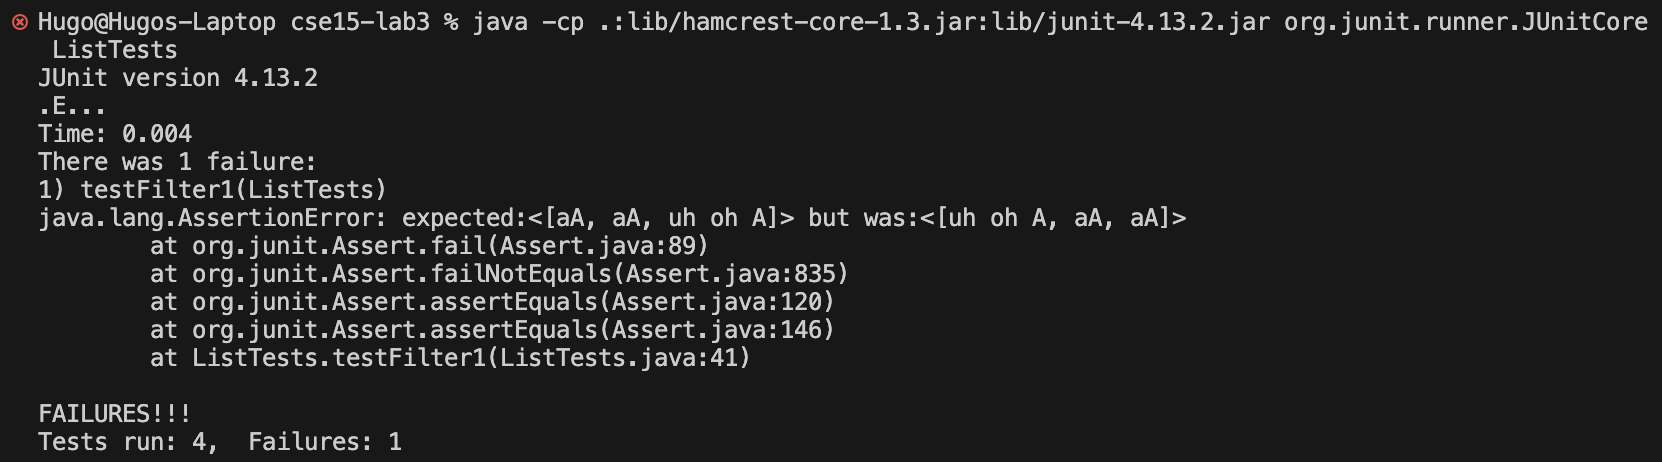 Hugo@Hugos-Laptop cse15-lab3 % java -cp .:lib/hamcrest-core-1.3.jar:lib/junit-4.13.2.jar org.junit.runner.JUnitCore
 ListTests
JUnit version 4.13.2
.E...
Time: 0.004
There was 1 failure:
1) testFilter1(ListTests)
java.lang.AssertionError: expected:<[aA, aA, uh oh A]> but was:<[uh oh A, aA, aA]>
        at org.junit.Assert.fail(Assert.java:89)
        at org.junit.Assert.failNotEquals(Assert.java:835)
        at org.junit.Assert.assertEquals(Assert.java:120)
        at org.junit.Assert.assertEquals(Assert.java:146)
        at ListTests.testFilter1(ListTests.java:41)

FAILURES!!!
Tests run: 4,  Failures: 1